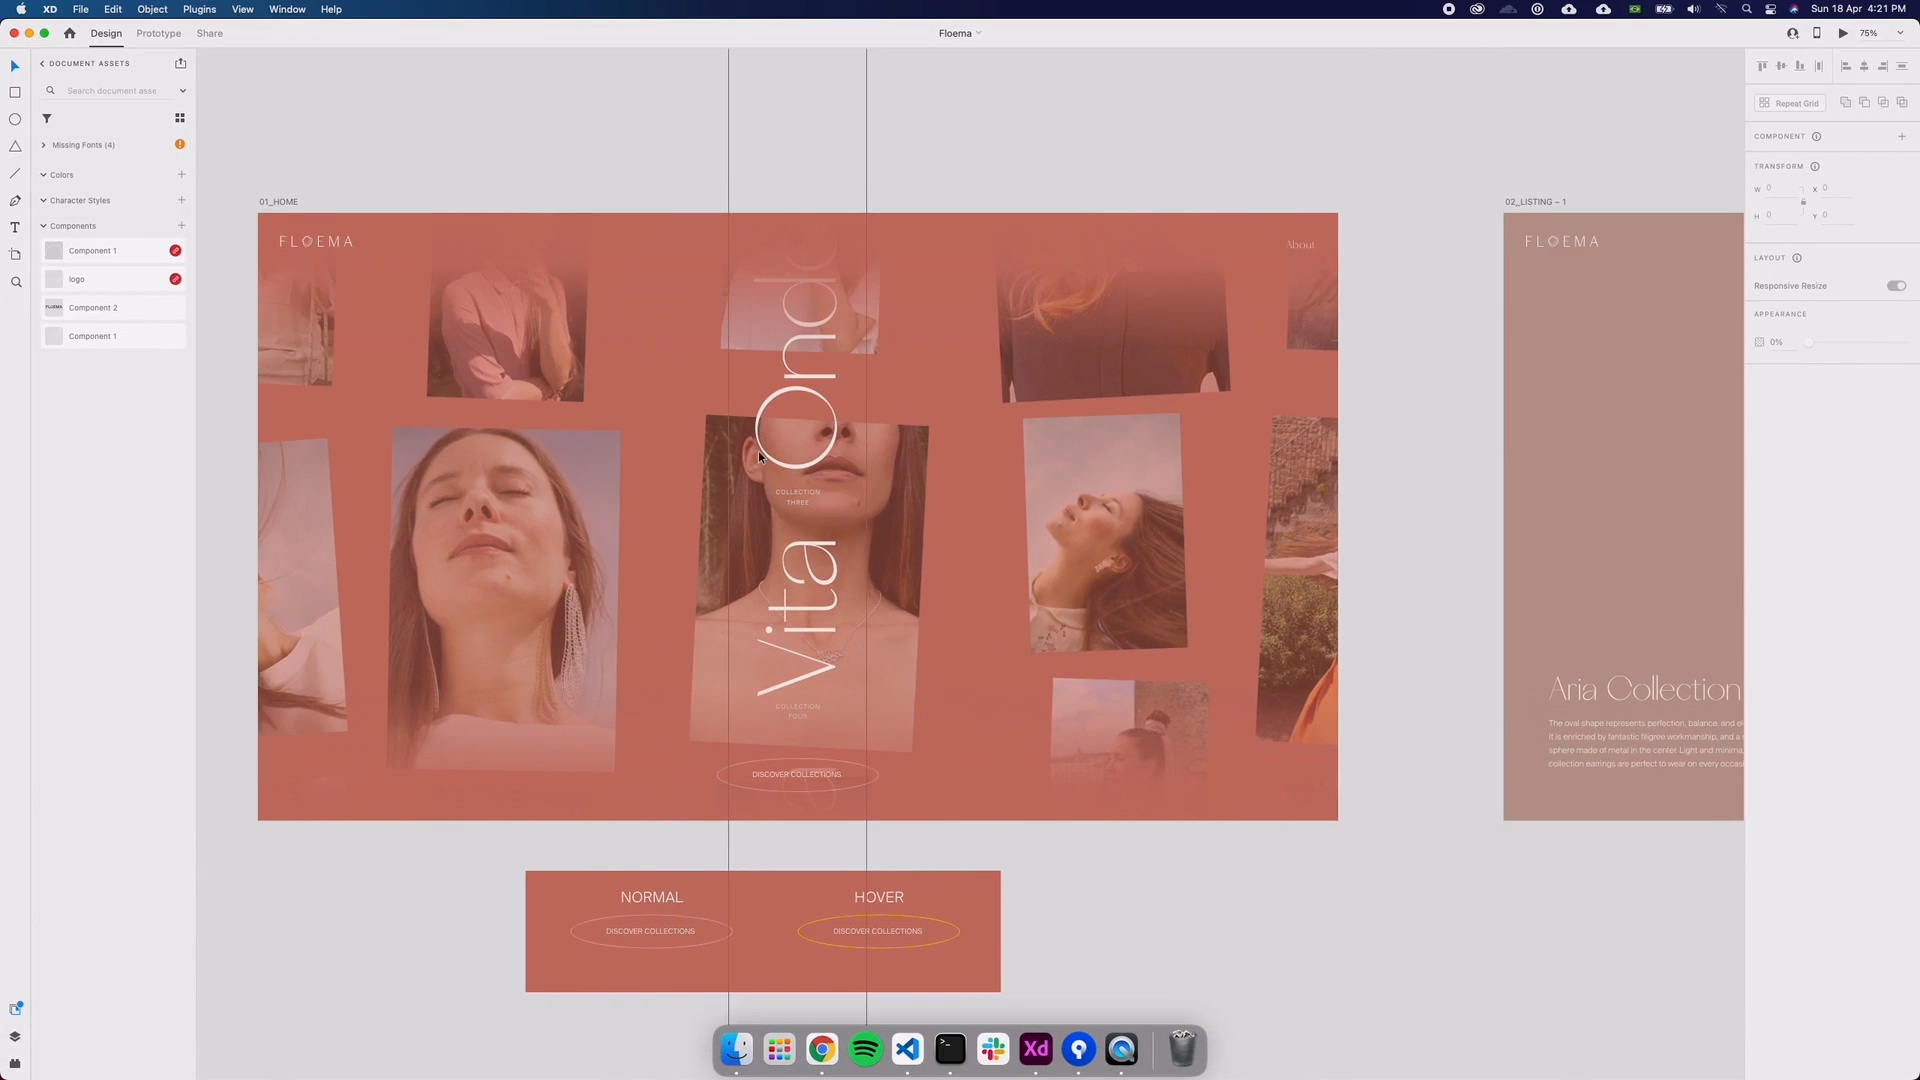 XD File Edit Object Plugins View Window Help
Sun 18 Apr 4:21 PM
Design Prototype Share
Floema
75%
DOCUMENT ASSETS
Search document asse
Missing Fonts (4)
Colors
Character Styles
Components
Component 1
logo
Component 2
Component 1
01_HOME
FLOEMA
About
Onde
COLLECTION
THREE
Vita
COLLECTION
FOUR
DISCOVER COLLECTIONS
NORMAL
HOVER
DISCOVER COLLECTIONS
DISCOVER COLLECTIONS
02_LISTING – 1
FLOEMA
Aria Collection
The oval shape represents perfection, balance, and el
It is enriched by fantastic filigree workmanship, and a
sphere made of metal in the center. Light and minima
collection earrings are perfect to wear on every occasi
Repeat Grid
COMPONENT
TRANSFORM
W 0 X 0
H 0 Y 0
LAYOUT
Responsive Resize
APPEARANCE
0%
Xd